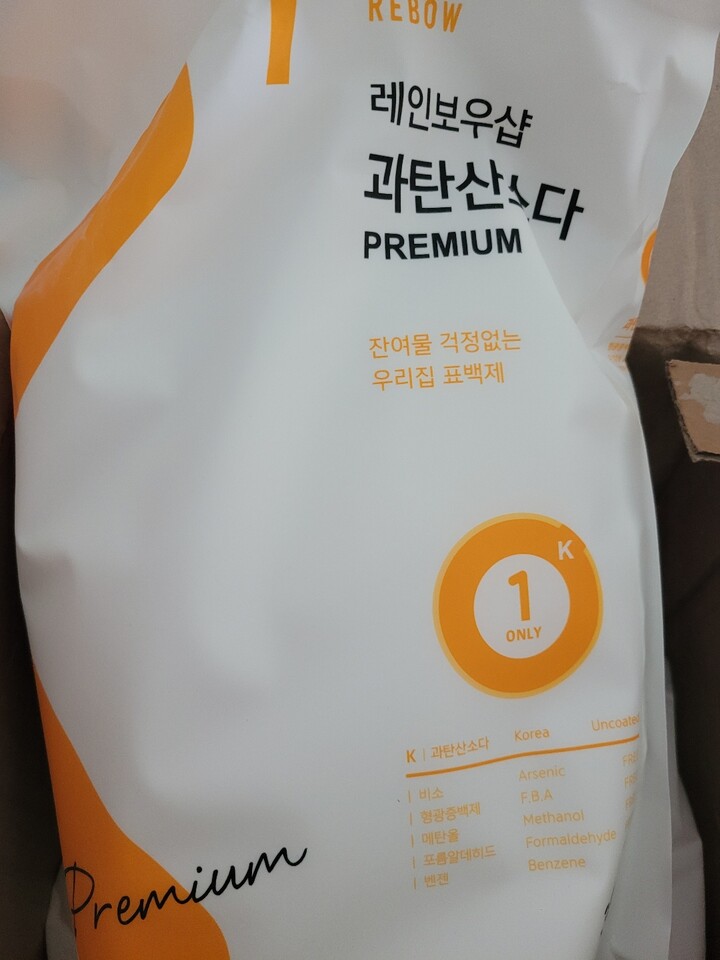 REBOW
레인보우샵
과탄산소다
PREMIUM
잔여물 걱정없는
우리집 표백제
K
1
ONLY
K | 과탄산소다 Korea Uncoated
| 비소 Arsenic
| 형광증백제 F.B.A
| 메탄올 Methanol
| 포름알데히드 Formaldehyde
| 벤젠 Benzene
Premium